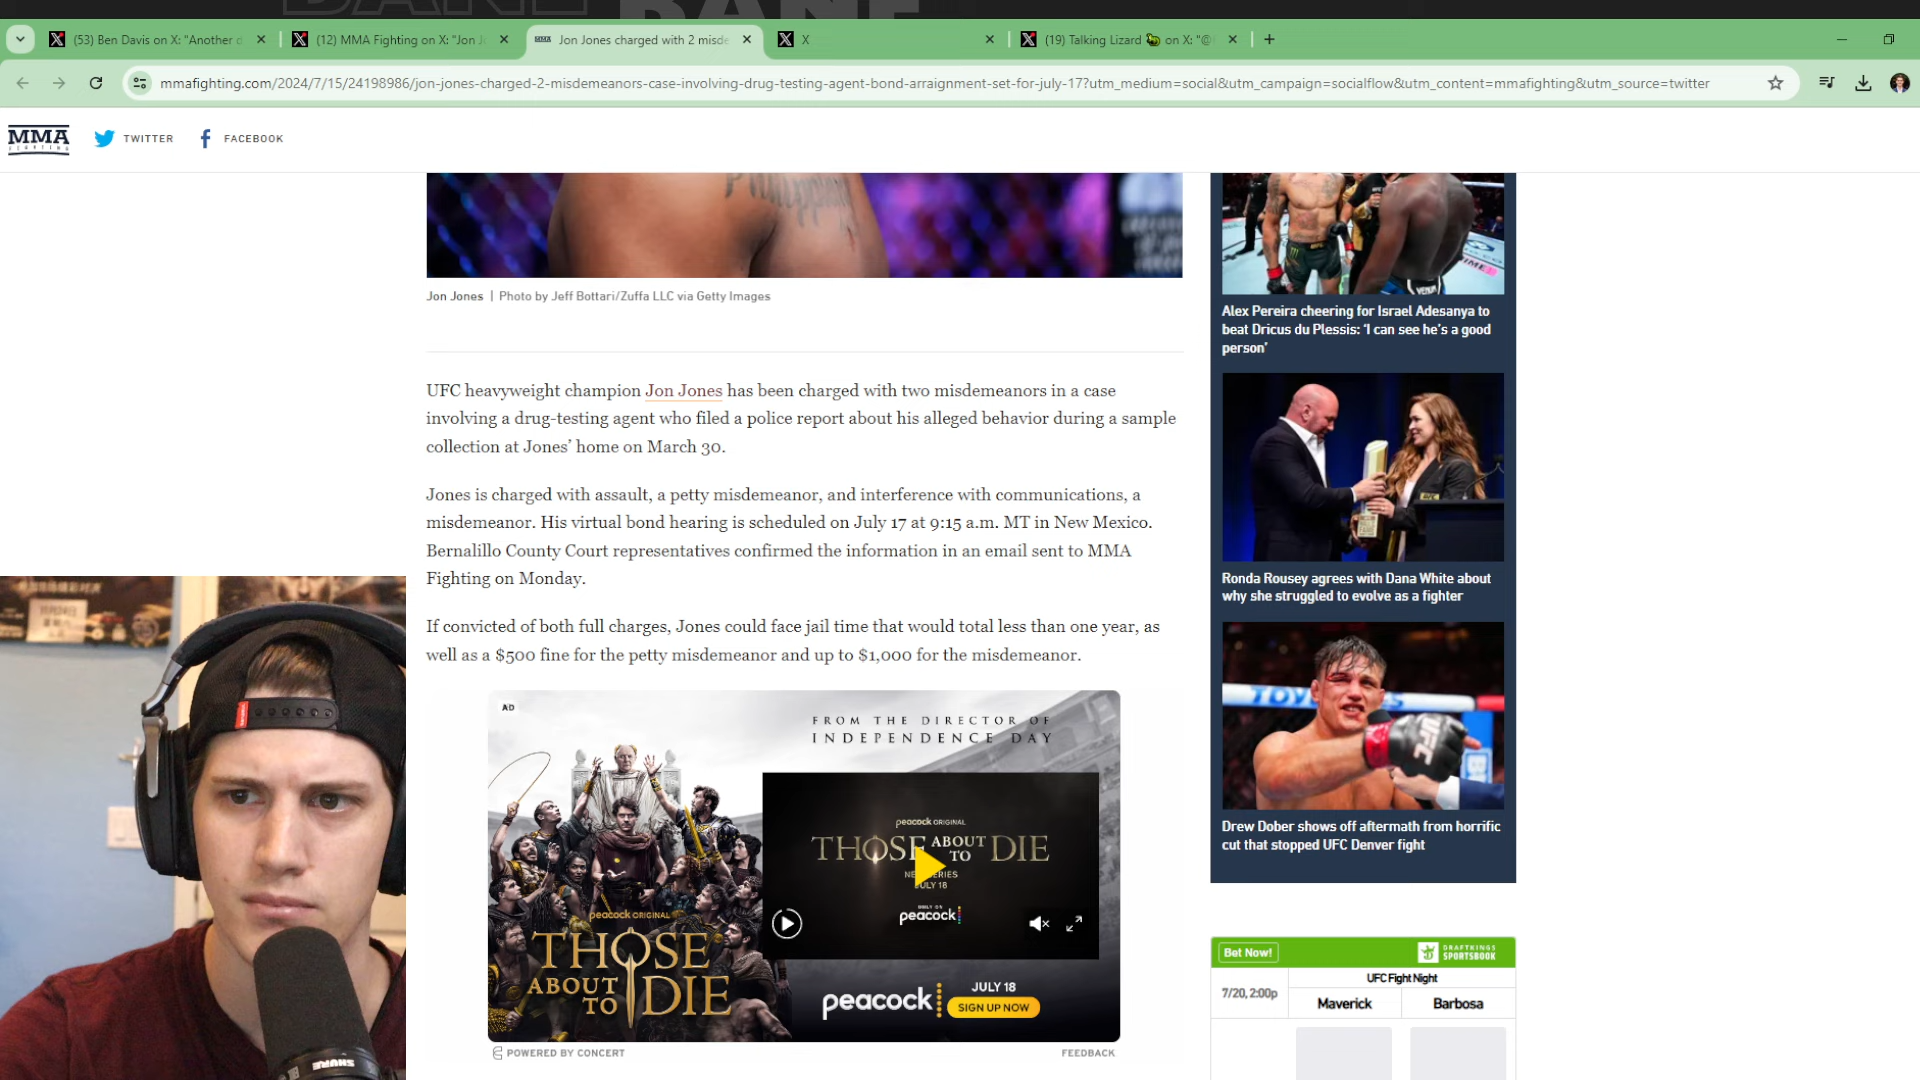 (53) Ben Davis on X: "Another d
(12) MMA Fighting on X: "Jon J
Jon Jones charged with 2 misde
X
(19) Talking Lizard on X: "@
mmafighting.com/2024/7/15/24198986/jon-jones-charged-2-misdemeanors-case-involving-drug-testing-agent-bond-arraignment-set-for-july-17?utm_medium=social&utm_campaign=socialflow&utm_content=mmafighting&utm_source=twitter
MMA
FIGHTING
TWITTER
FACEBOOK
Jon Jones | Photo by Jeff Bottari/Zuffa LLC via Getty Images
UFC heavyweight champion Jon Jones has been charged with two misdemeanors in a case
involving a drug-testing agent who filed a police report about his alleged behavior during a sample
collection at Jones’ home on March 30.
Jones is charged with assault, a petty misdemeanor, and interference with communications, a
misdemeanor. His virtual bond hearing is scheduled on July 17 at 9:15 a.m. MT in New Mexico.
Bernalillo County Court representatives confirmed the information in an email sent to MMA
Fighting on Monday.
If convicted of both full charges, Jones could face jail time that would total less than one year, as
well as a $500 fine for the petty misdemeanor and up to $1,000 for the misdemeanor.
AD
FROM THE DIRECTOR OF
INDEPENDENCE DAY
peacock ORIGINAL
THOSE ABOUT TO DIE
NEW SERIES
JULY 18
ONLY ON
peacock
peacock ORIGINAL
THOSE
ABOUT
TO DIE
peacock
JULY 18
SIGN UP NOW
POWERED BY CONCERT
FEEDBACK
Alex Pereira cheering for Israel Adesanya to
beat Dricus du Plessis: ‘I can see he’s a good
person’
Ronda Rousey agrees with Dana White about
why she struggled to evolve as a fighter
TOYO
UFC
Drew Dober shows off aftermath from horrific
cut that stopped UFC Denver fight
Bet Now!
DRAFTKINGS
SPORTSBOOK
UFC Fight Night
7/20, 2:00p
Maverick
Barbosa
SHURE